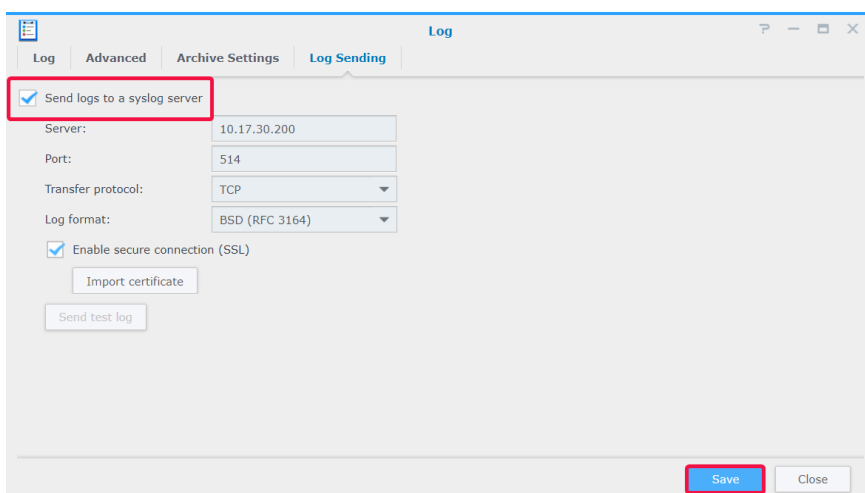 Log
Log Advanced Archive Settings Log Sending
Send logs to a syslog server
Server: 10.17.30.200
Port: 514
Transfer protocol: TCP
Log format: BSD (RFC 3164)
Enable secure connection (SSL)
Import certificate
Send test log
Save Close